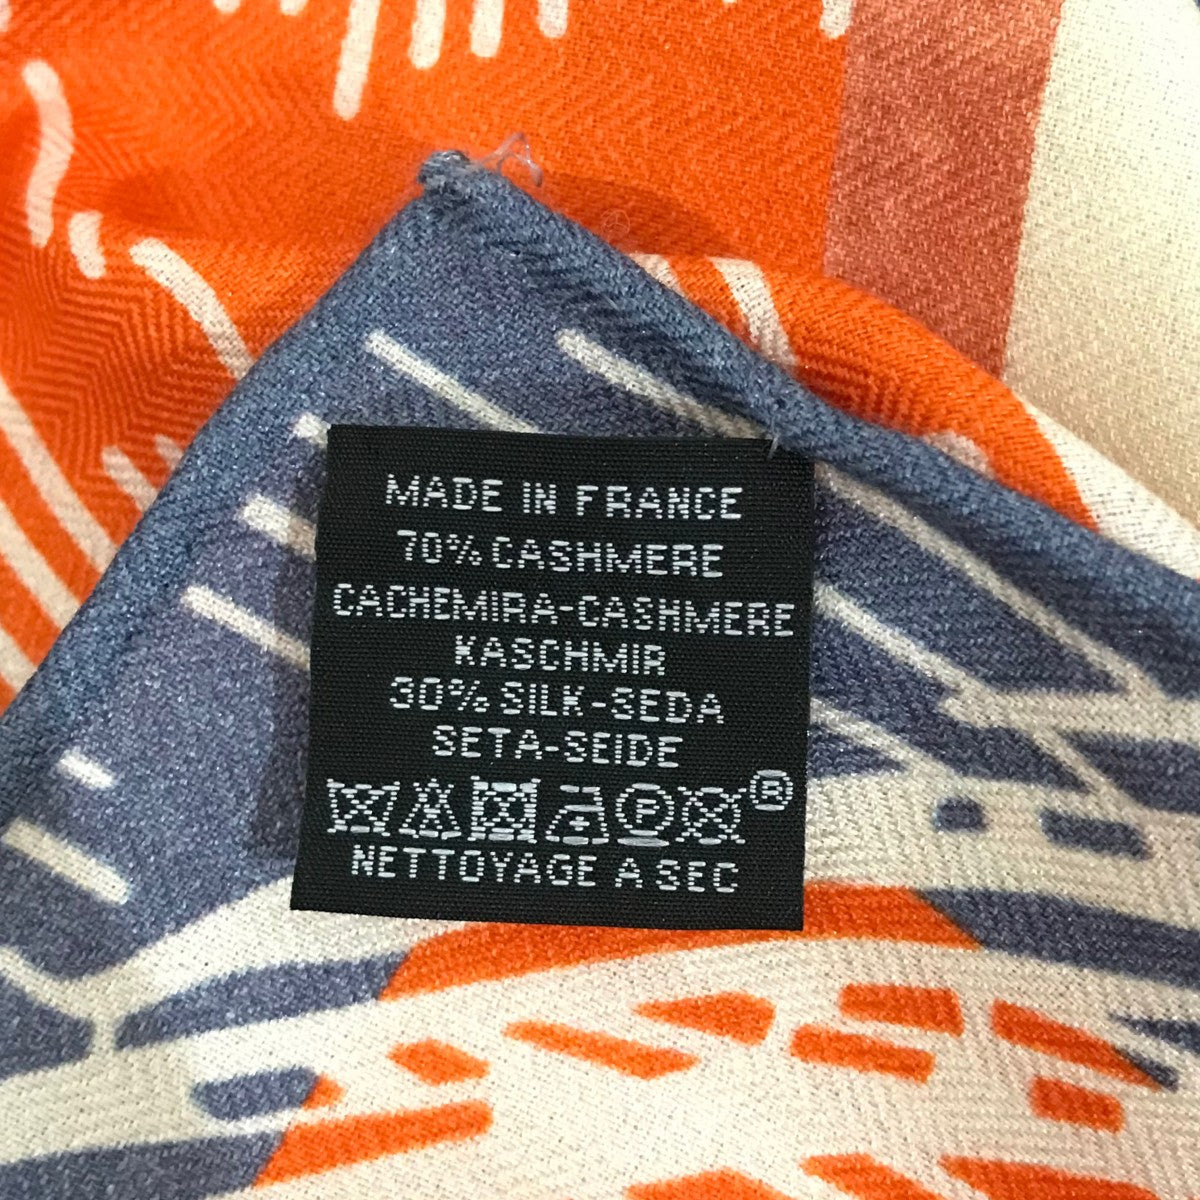 MADE IN FRANCE
70% CASHMERE
CACHEMIRA-CASHMERE
KASCHMIR
30% SILK-SEDA
SETA-SEIDE
P ®
NETTOYAGE A SEC